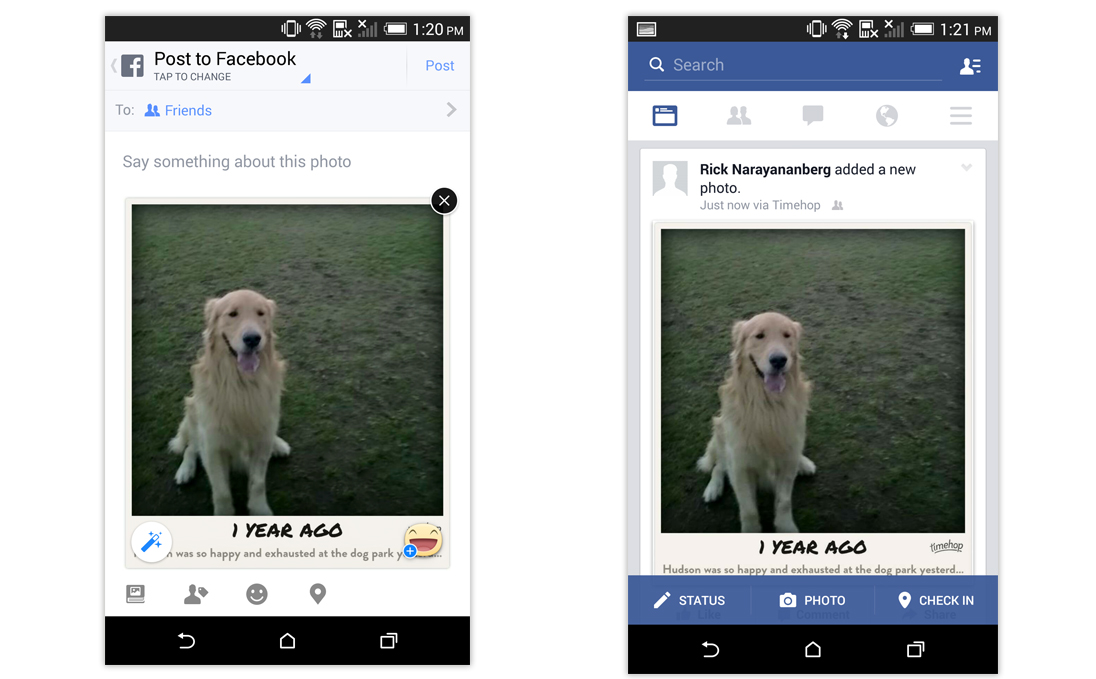 1:20 PM
Post to Facebook
TAP TO CHANGE
Post
To: Friends
Say something about this photo
1 YEAR AGO
was so happy and exhausted at the dog park
1:21 PM
Search
Rick Narayananberg added a new
photo.
Just now via Timehop
1 YEAR AGO
timehop
Hudson was so happy and exhausted at the dog park yesterd...
STATUS
PHOTO
CHECK IN
Like
Comment
Share